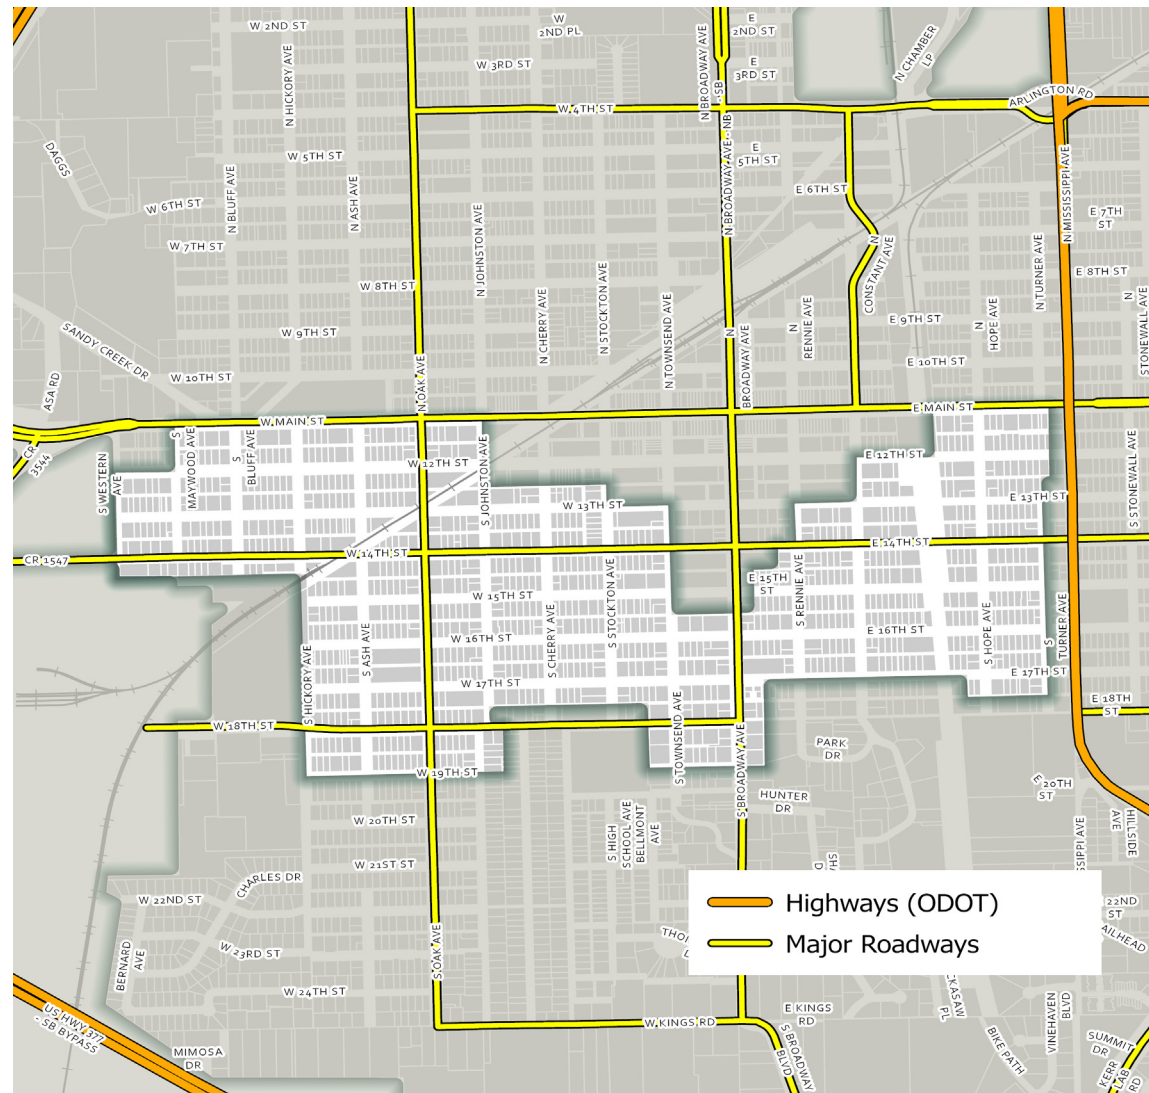 W 2ND ST
W
2ND PL
E
2ND ST
N HICKORY AVE
W 3RD ST
E
3RD ST
N BROADWAY AVE
- SB
N CHAMBER
LP
W 4TH ST
ARLINGTON RD
DAGGS
W 5TH ST
E
5TH ST
N BROADWAY AVE - NB
N MISSISSIPPI AVE
W 6TH ST
N BLUFF AVE
N ASH AVE
E 6TH ST
E 7TH
ST
W 7TH ST
N JOHNSTON AVE
N
CONSTANT AVE
N TURNER AVE
W 8TH ST
E 8TH ST
N CHERRY AVE
N STOCKTON AVE
N TOWNSEND AVE
N
BROADWAY AVE
N
RENNIE AVE
N
HOPE AVE
N
STONEWALL AVE
SANDY CREEK DR
W 9TH ST
E 9TH ST
ASA RD
W 10TH ST
N OAK AVE
E 10TH ST
W MAIN ST
E MAIN ST
CR
3544
S WESTERN
AVE
S
MAYWOOD AVE
S
BLUFF AVE
W 12TH ST
S JOHNSTON AVE
E 12TH ST
S STONEWALL AVE
W 13TH ST
E 13TH ST
CR 1547
W 14TH ST
E 14TH ST
W 15TH ST
E 15TH
ST
S RENNIE AVE
S ASH AVE
S CHERRY AVE
S STOCKTON AVE
W 16TH ST
E 16TH ST
S HOPE AVE
S
TURNER AVE
S HICKORY AVE
W 17TH ST
E 17TH ST
W 18TH ST
E 18TH
ST
S TOWNSEND AVE
S BROADWAY AVE
PARK
DR
W 19TH ST
E 20TH
ST
HUNTER
DR
W 20TH ST
S HIGH
SCHOOL AVE
BELLMONT
AVE
HILLSIDE
AVE
W 21ST ST
CHARLES DR
W 22ND ST
Highways (ODOT)
22ND
ST
BERNARD
AVE
W 23RD ST
S OAK AVE
Major Roadways
W 24TH ST
US HWY 377
- SB BYPASS
W KINGS RD
E KINGS
RD
S BROADWAY
BLVD
PL
BIKE PATH
VINEHAVEN
BLVD
MIMOSA
DR
SUMMIT
DR
KERR
LAB
RD